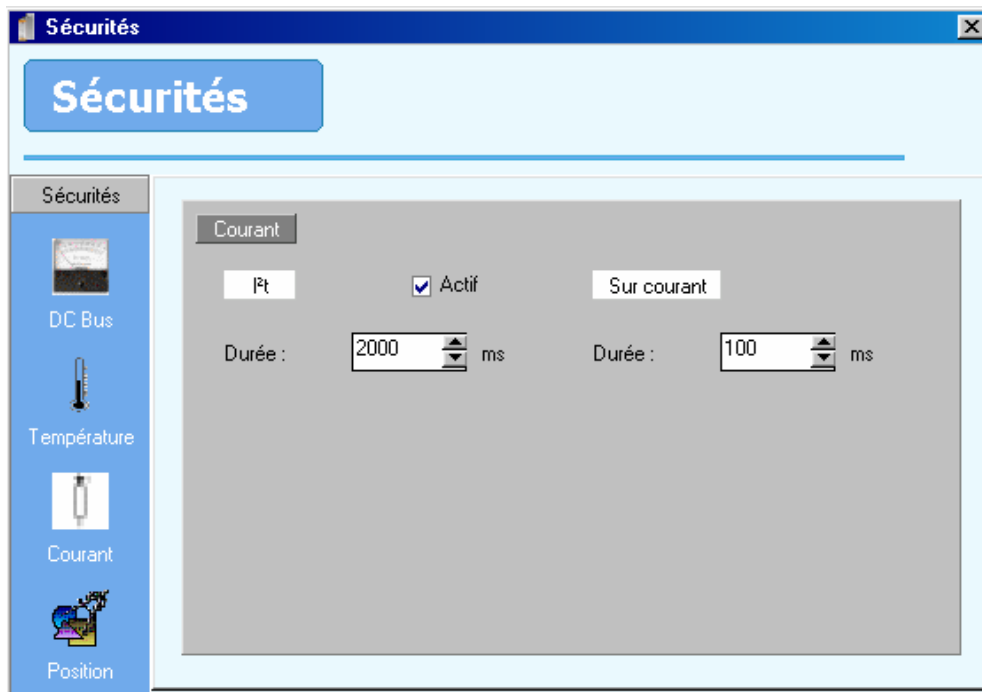 Sécurités
Sécurités
Sécurités
DC Bus
Température
Courant
Position
Courant
I²t
Actif
Sur courant
Durée : 2000 ms
Durée : 100 ms